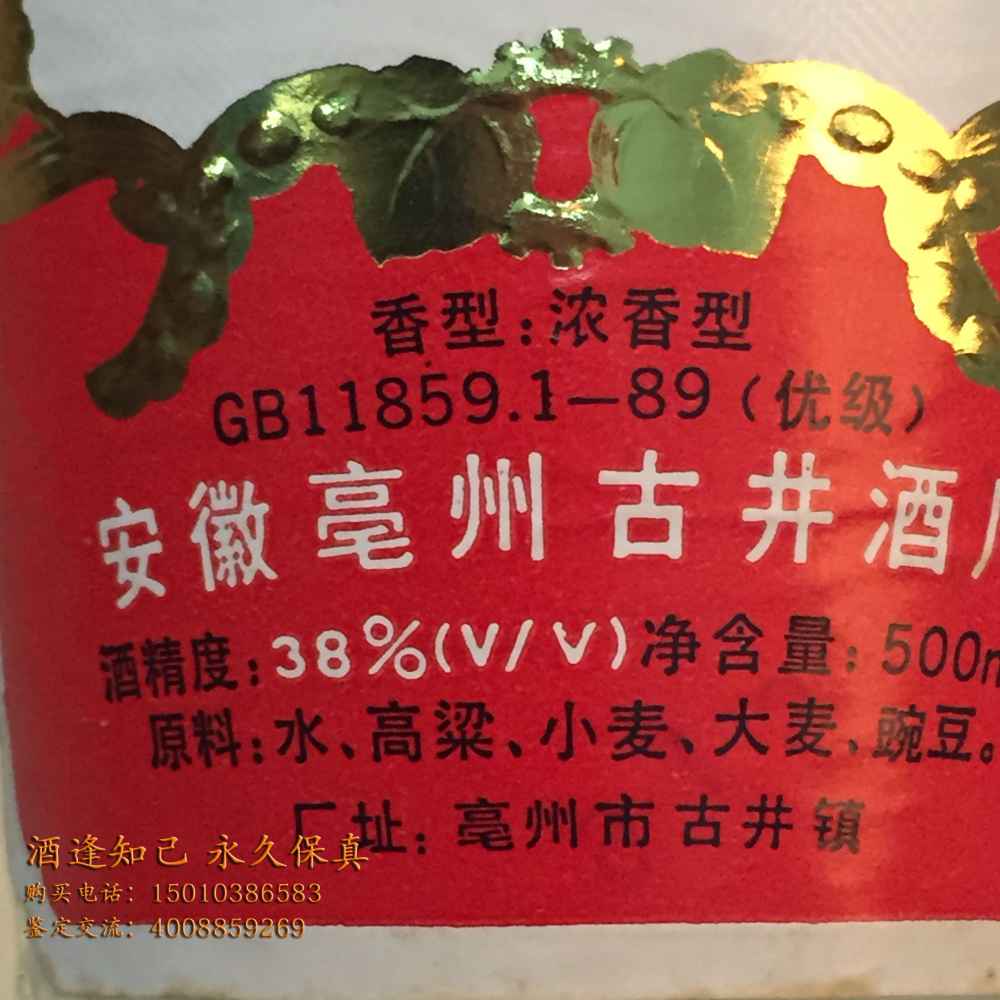 香型:浓香型
GB11859.1—89(优级)
安徽亳州古井酒厂
酒精度:38%(V/V)净含量:500m
原料:水、高粱、小麦、大麦、豌豆。
厂址:亳州市古井镇
酒逢知己 永久保真
购买电话: 15010386583
鉴定交流: 4008859269